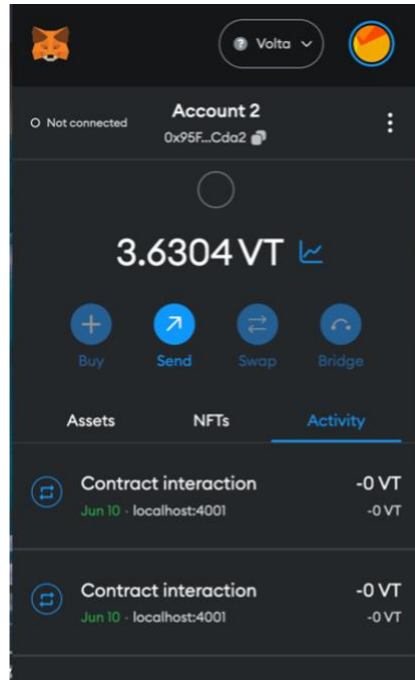 Volta
Account 2
Not connected
0x95F...Cda2
3.6304 VT
Buy Send Swap Bridge
Assets NFTs Activity
Contract interaction -0 VT
Jun 10 · localhost:4001 -0 VT
Contract interaction -0 VT
Jun 10 · localhost:4001 -0 VT